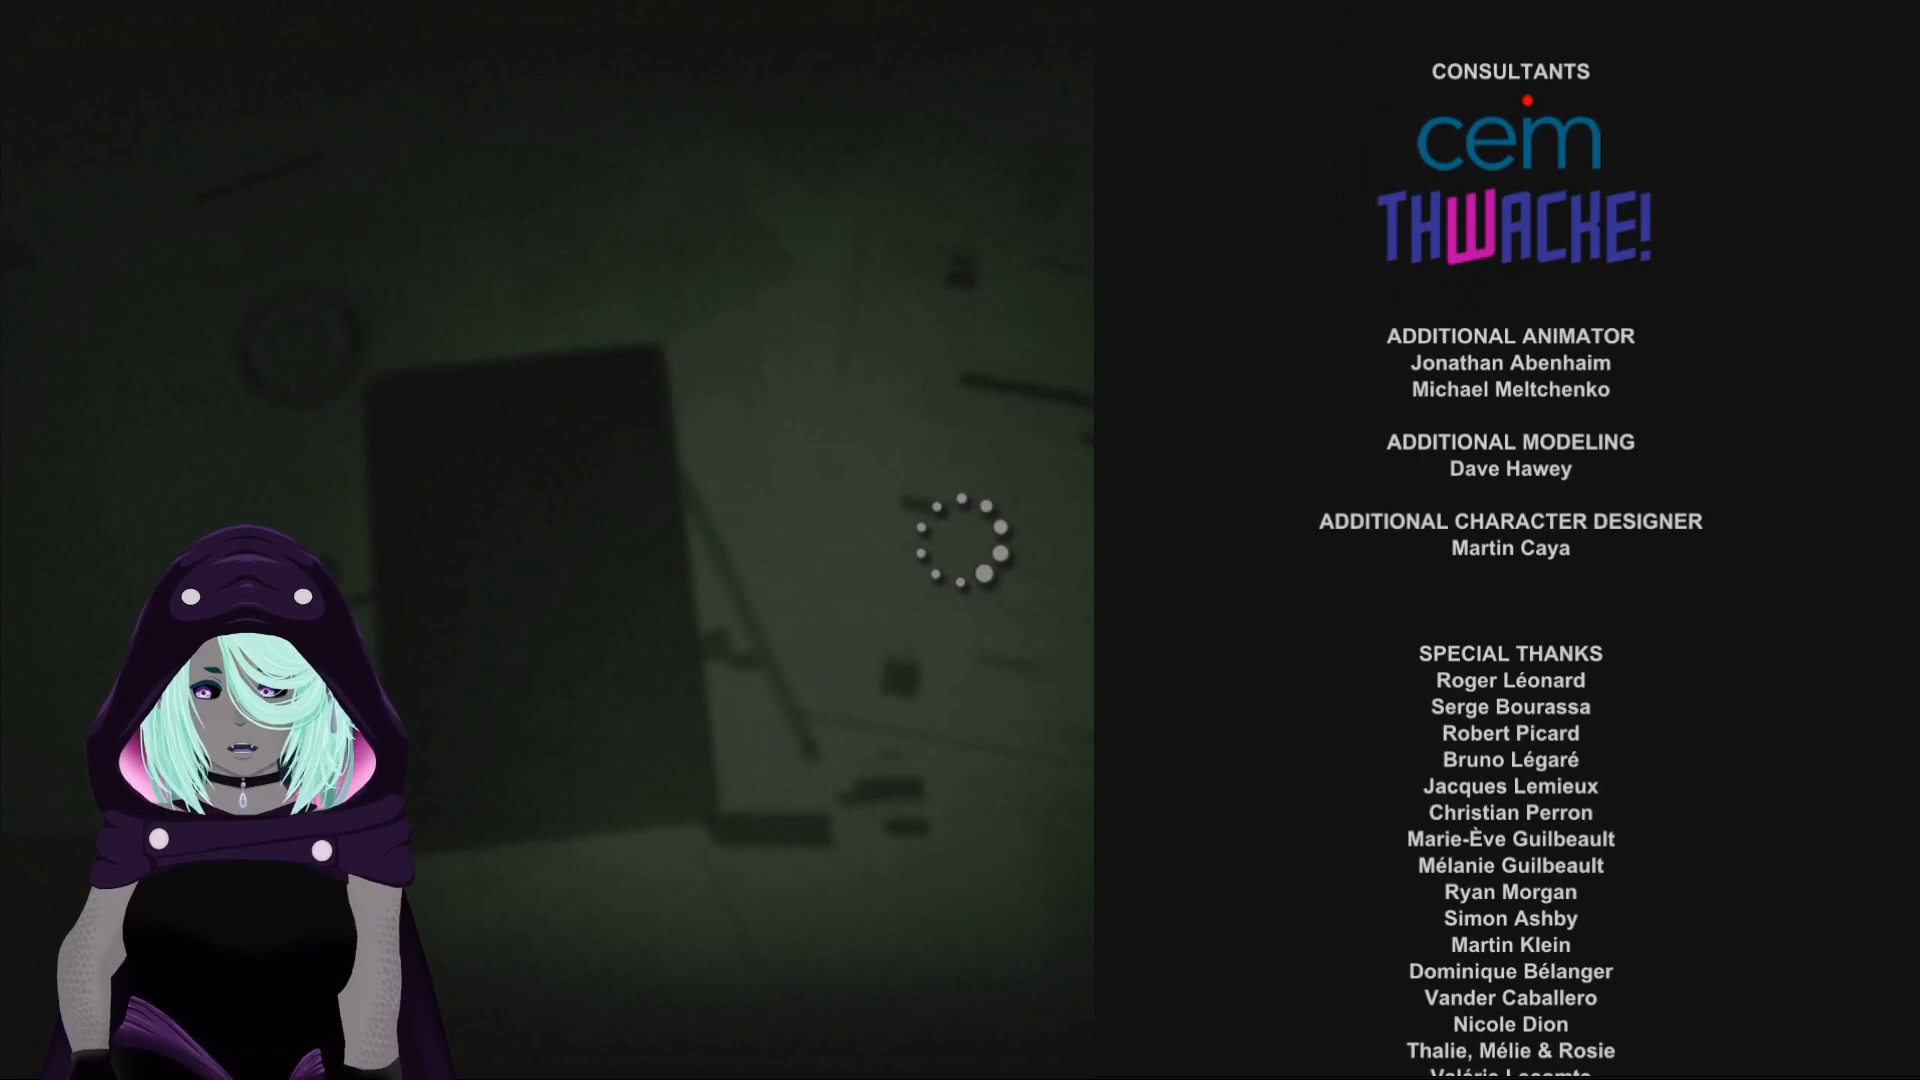 CONSULTANTS
cem
THWACKE!
ADDITIONAL ANIMATOR
Jonathan Abenhaim
Michael Meltchenko
ADDITIONAL MODELING
Dave Hawey
ADDITIONAL CHARACTER DESIGNER
Martin Caya
SPECIAL THANKS
Roger Léonard
Serge Bourassa
Robert Picard
Bruno Légaré
Jacques Lemieux
Christian Perron
Marie-Ève Guilbeault
Mélanie Guilbeault
Ryan Morgan
Simon Ashby
Martin Klein
Dominique Bélanger
Vander Caballero
Nicole Dion
Thalie, Mélie & Rosie